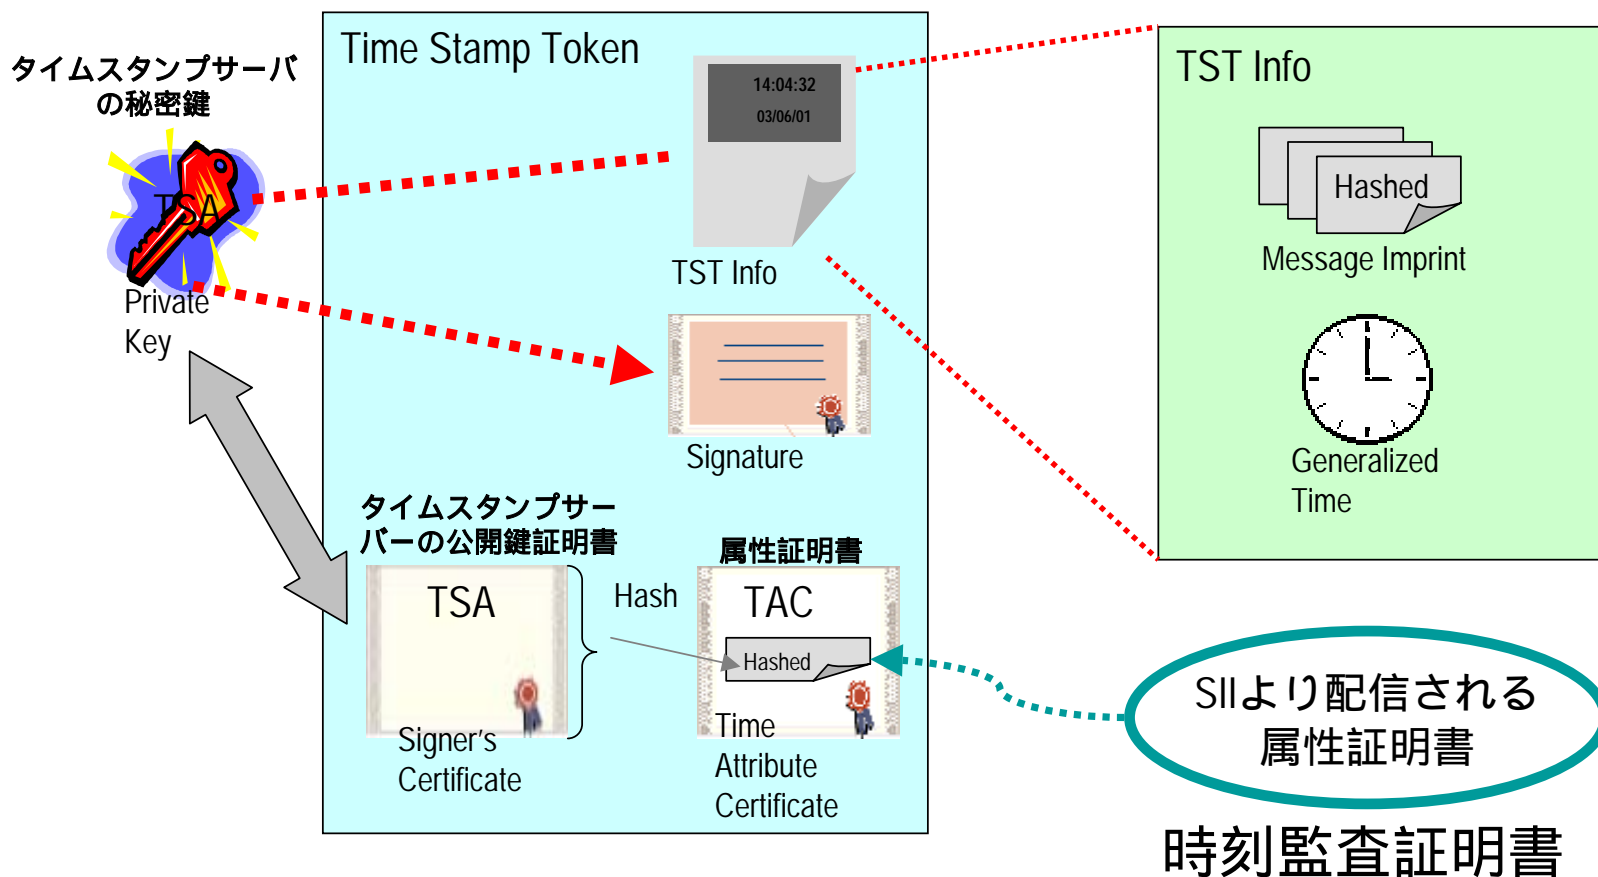 タイムスタンプサーバ
の秘密鍵
TSA
Private
Key
Time Stamp Token
14:04:32
03/06/01
TST Info
Signature
タイムスタンプサー
バーの公開鍵証明書
TSA
Signer's
Certificate
Hash
属性証明書
TAC
Hashed
Time
Attribute
Certificate
TST Info
Hashed
Message Imprint
Generalized
Time
SIIより配信される
属性証明書
時刻監査証明書